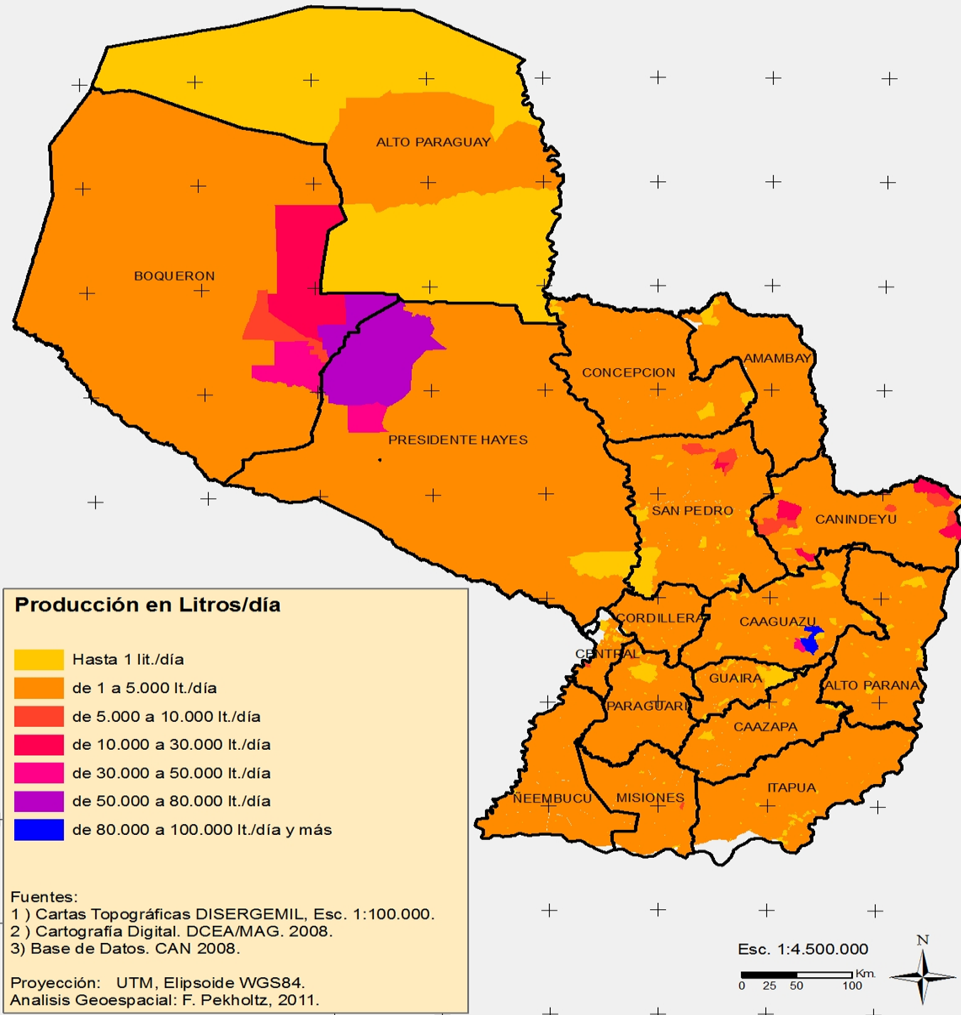 ALTO PARAGUAY
BOQUERON
CONCEPCION
AMAMBAY
PRESIDENTE HAYES
SAN PEDRO
CANINDEYU
CORDILLERA
CAAGUAZU
CENTRAL
GUAIRA
ALTO PARANA
PARAGUARI
CAAZAPA
ÑEEMBUCU
MISIONES
ITAPUA
Producción en Litros/día
Hasta 1 lit./día
de 1 a 5.000 lt./día
de 5.000 a 10.000 lt./día
de 10.000 a 30.000 lt./día
de 30.000 a 50.000 lt./día
de 50.000 a 80.000 lt./día
de 80.000 a 100.000 lt./día y más
Fuentes:
1 ) Cartas Topográficas DISERGEMIL, Esc. 1:100.000.
2 ) Cartografía Digital. DCEA/MAG. 2008.
3) Base de Datos. CAN 2008.
Proyección: UTM, Elipsoide WGS84.
Analisis Geoespacial: F. Pekholtz, 2011.
Esc. 1:4.500.000
Km.
0 25 50 100
N